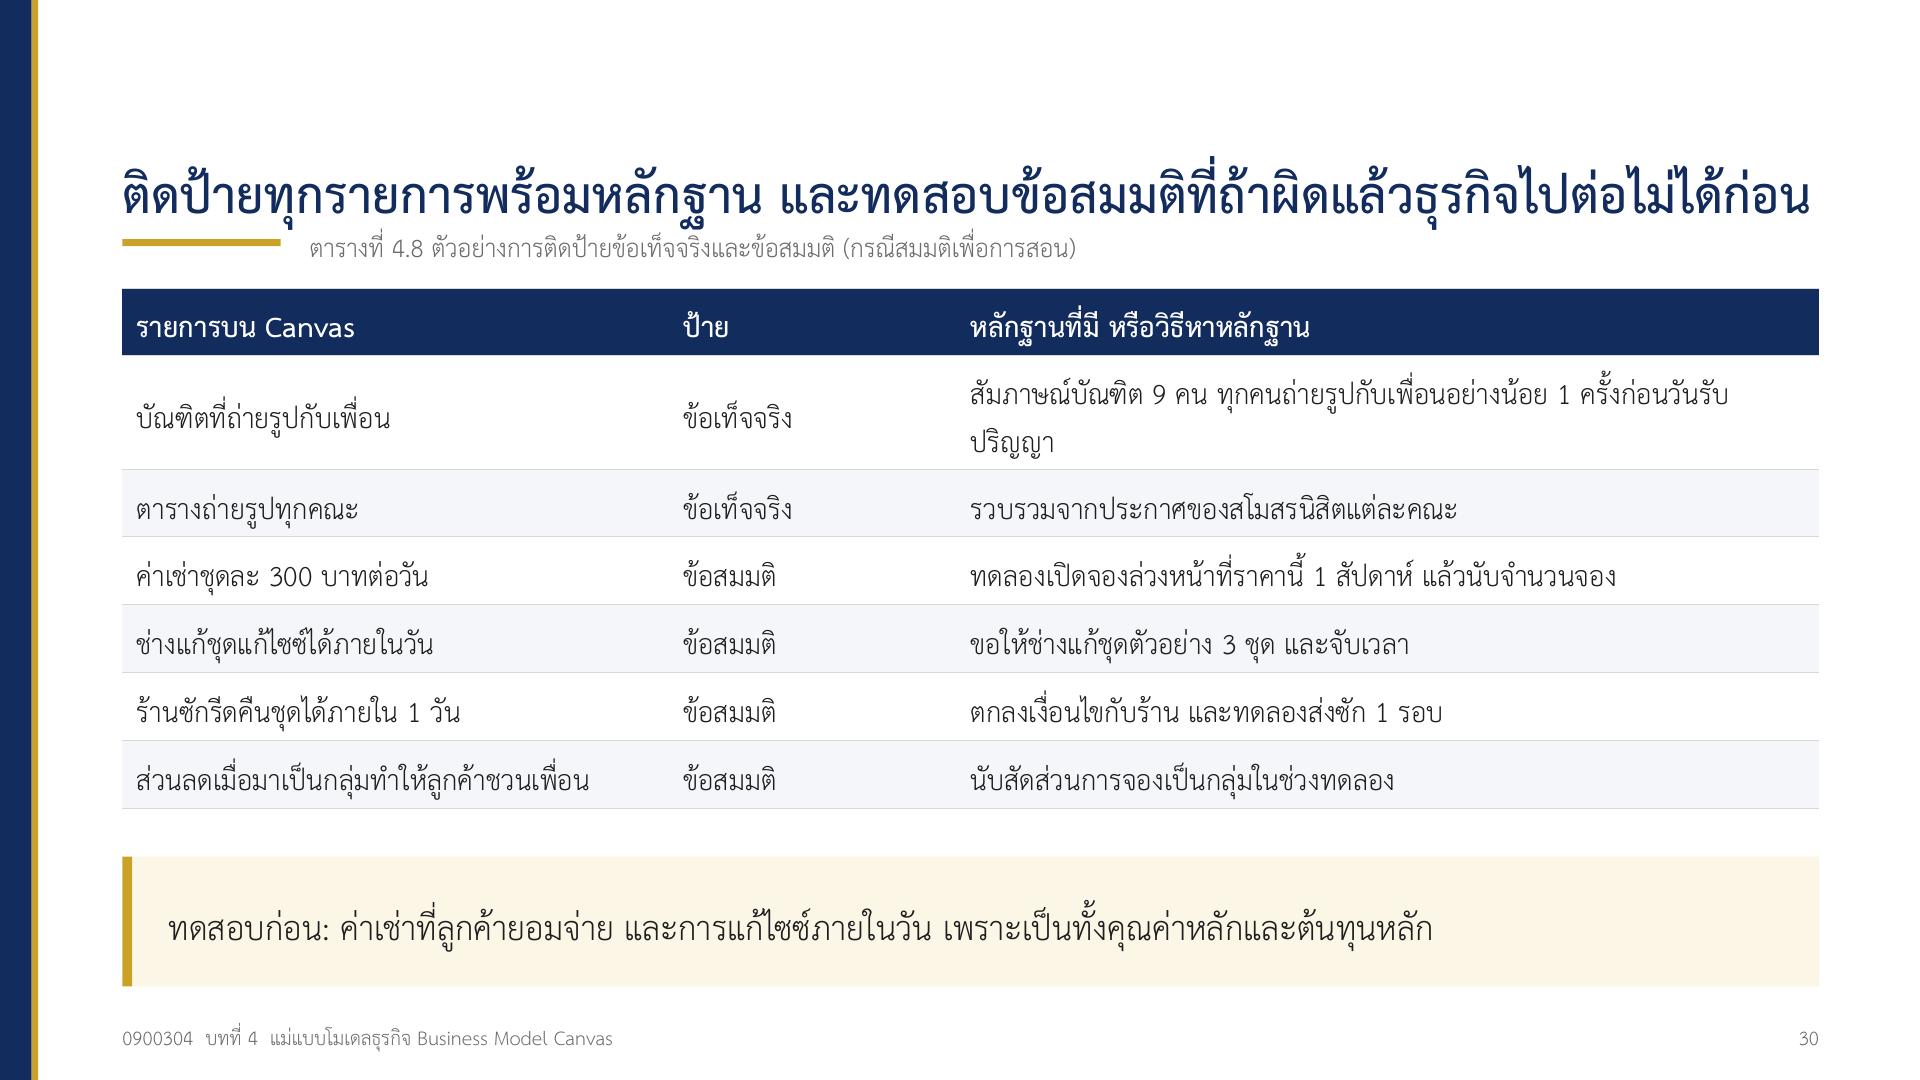 ติดป้ายทุกรายการพร้อมหลักฐาน และทดสอบข้อสมมติที่ถ้าผิดแล้วธุรกิจไปต่อไม่ได้ก่อน
ตารางที่ 4.8 ตัวอย่างการติดป้ายข้อเท็จจริงและข้อสมมติ (กรณีสมมติเพื่อการสอน)
รายการบน Canvas ป้าย หลักฐานที่มี หรือวิธีหาหลักฐาน
บัณฑิตที่ถ่ายรูปกับเพื่อน ข้อเท็จจริง สัมภาษณ์บัณฑิต 9 คน ทุกคนถ่ายรูปกับเพื่อนอย่างน้อย 1 ครั้งก่อนวันรับ
ปริญญา
ตารางถ่ายรูปทุกคณะ ข้อเท็จจริง รวบรวมจากประกาศของสโมสรนิสิตแต่ละคณะ
ค่าเช่าชุดละ 300 บาทต่อวัน ข้อสมมติ ทดลองเปิดจองล่วงหน้าที่ราคานี้ 1 สัปดาห์ แล้วนับจำนวนจอง
ช่างแก้ชุดแก้ไซซ์ได้ภายในวัน ข้อสมมติ ขอให้ช่างแก้ชุดตัวอย่าง 3 ชุด และจับเวลา
ร้านซักรีดคืนชุดได้ภายใน 1 วัน ข้อสมมติ ตกลงเงื่อนไขกับร้าน และทดลองส่งซัก 1 รอบ
ส่วนลดเมื่อมาเป็นกลุ่มทำให้ลูกค้าชวนเพื่อน ข้อสมมติ นับสัดส่วนการจองเป็นกลุ่มในช่วงทดลอง
ทดสอบก่อน: ค่าเช่าที่ลูกค้ายอมจ่าย และการแก้ไซซ์ภายในวัน เพราะเป็นทั้งคุณค่าหลักและต้นทุนหลัก
0900304 บทที่ 4 แม่แบบโมเดลธุรกิจ Business Model Canvas 30